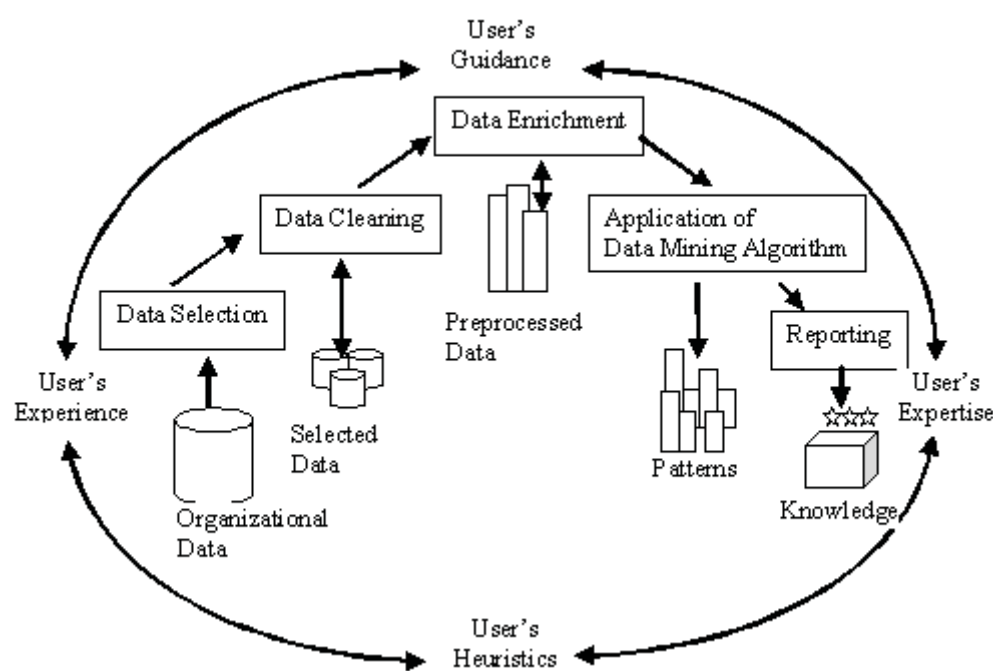 User's
Guidance
Data Enrichment
Data Cleaning
Application of
Data Mining Algorithm
Data Selection
Preprocessed
Data
Reporting
User's
Experience
User's
Expertise
Selected
Data
Patterns
Knowledge
Organizational
Data
User's
Heuristics